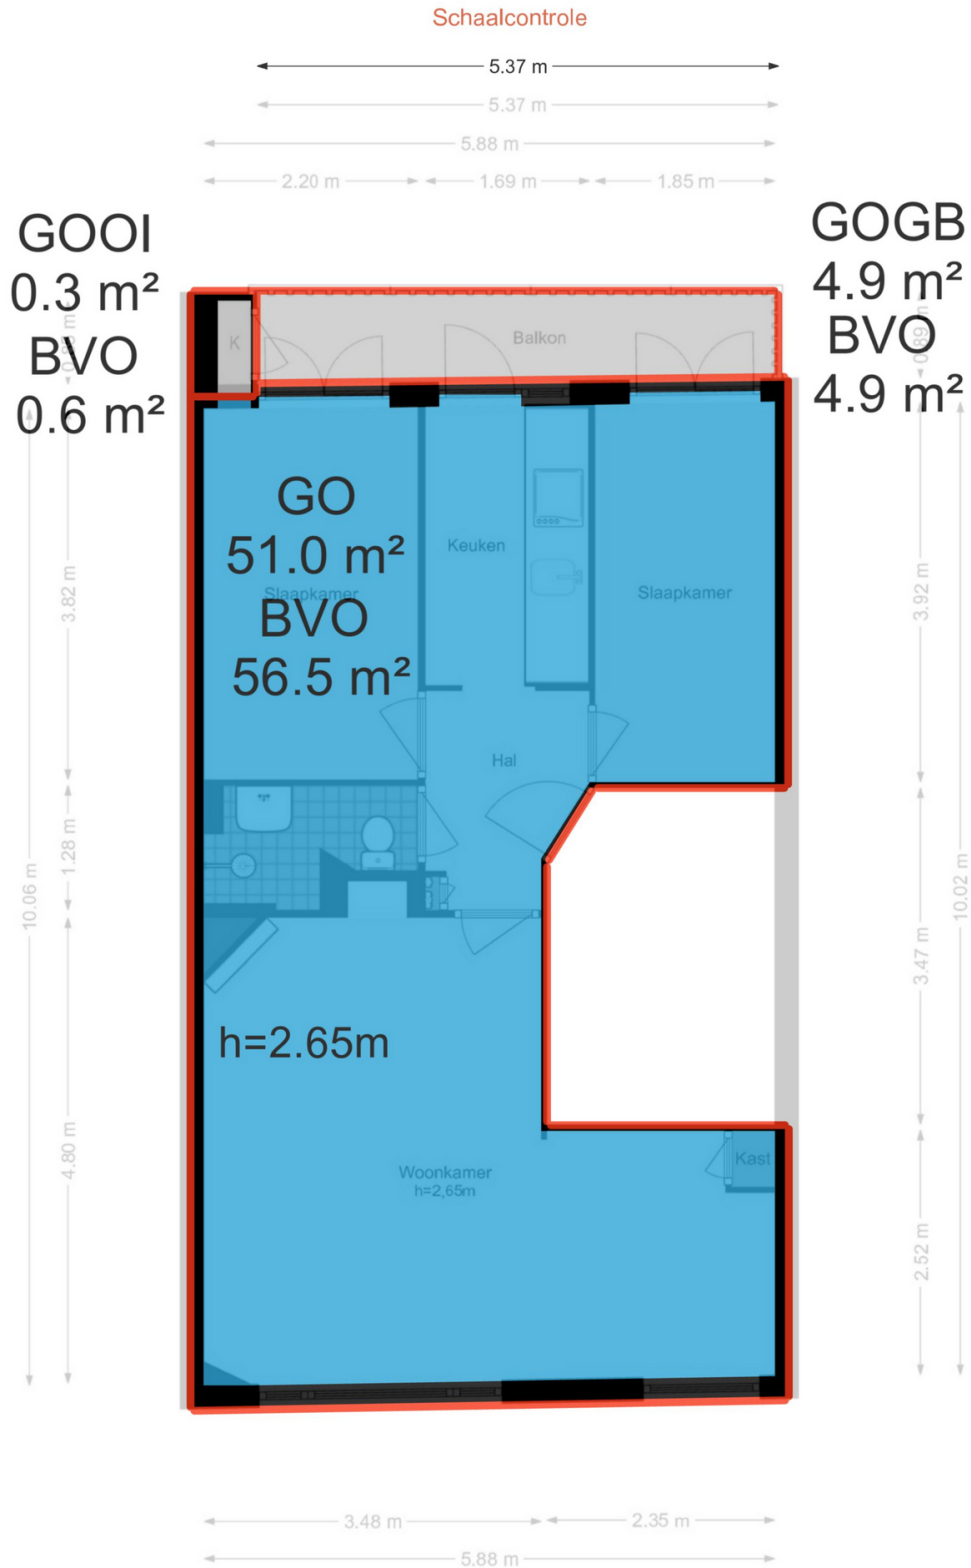 Schaalcontrole
5.37 m
5.37 m
5.88 m
2.20 m
1.69 m
1.85 m
GOOI
0.3 m²
BVO
0.6 m²
GOGB
4.9 m²
BVO
4.9 m²
0.89 m
K
Balkon
GO
51.0 m²
BVO
56.5 m²
Slaapkamer
Keuken
Slaapkamer
3.82 m
3.92 m
Hal
1.28 m
10.06 m
10.02 m
3.47 m
h=2.65m
4.80 m
Woonkamer
h=2,65m
Kast
2.52 m
3.48 m
2.35 m
5.88 m